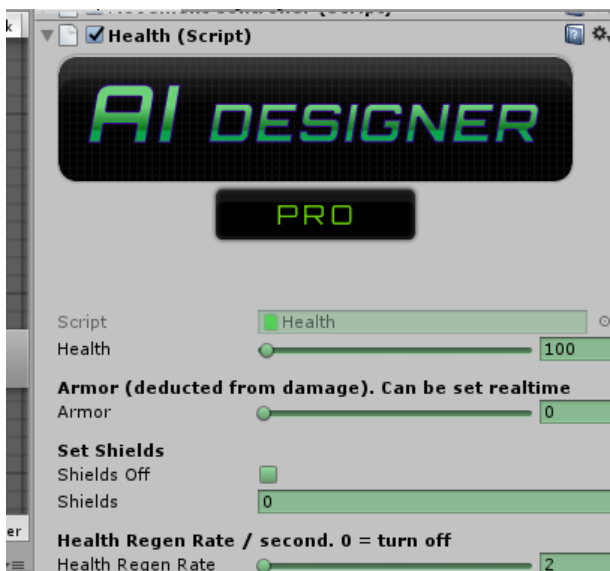 Health (Script)
AI DESIGNER
PRO
Script Health
Health 100
Armor (deducted from damage). Can be set realtime
Armor 0
Set Shields
Shields Off
Shields 0
Health Regen Rate / second. 0 = turn off
Health Regen Rate 2